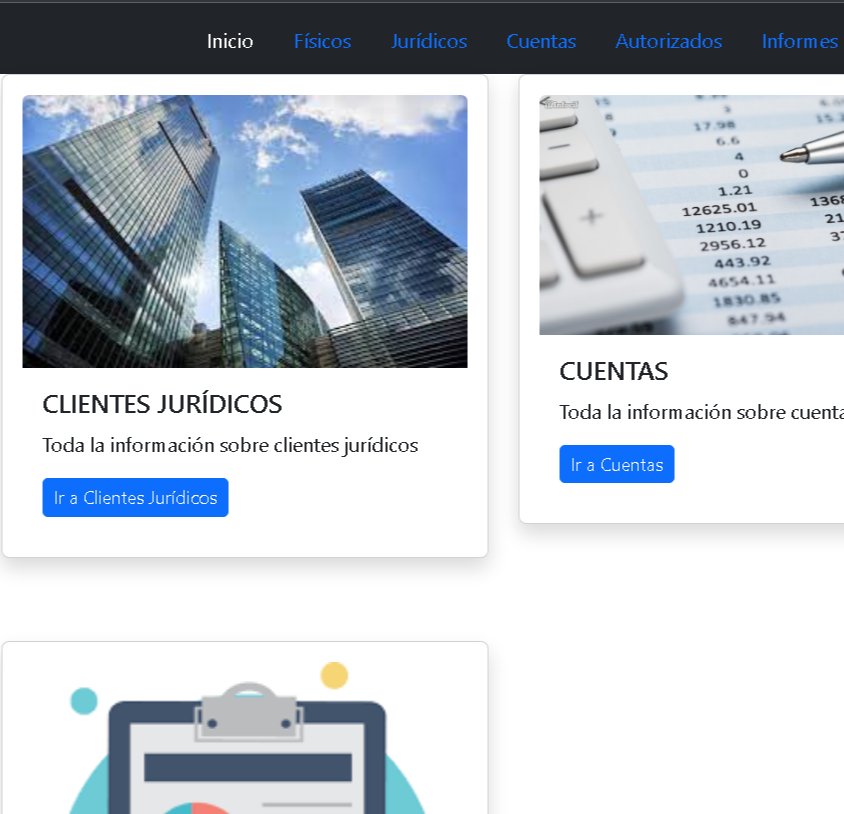 Inicio Físicos Jurídicos Cuentas Autorizados Informes
17.98
6.6
4
0
1.21
12625.01
1210.19
2956.12
443.92
4654.11
1830.85
847.94
CLIENTES JURÍDICOS
Toda la información sobre clientes jurídicos
Ir a Clientes Jurídicos
CUENTAS
Toda la información sobre
Ir a Cuentas